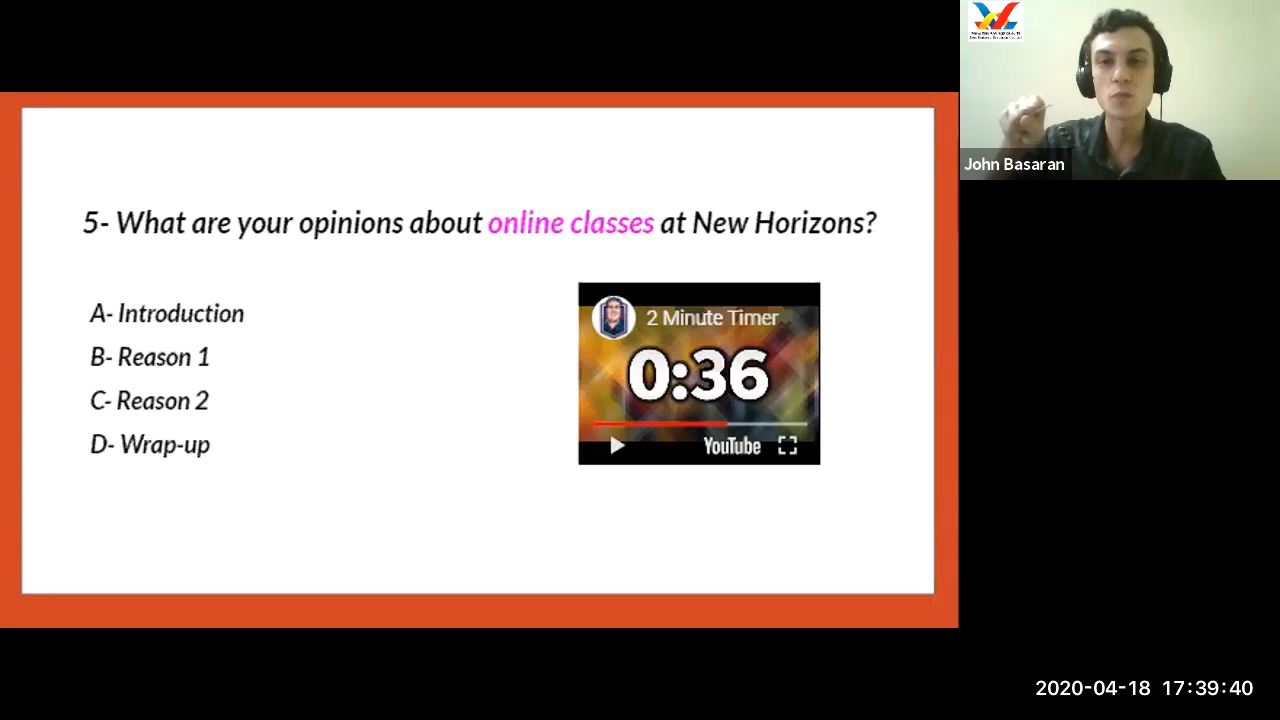 John Basaran
5- What are your opinions about online classes at New Horizons?
A- Introduction
B- Reason 1
C- Reason 2
D- Wrap-up
2 Minute Timer
0:36
YouTube
2020-04-18 17:39:40